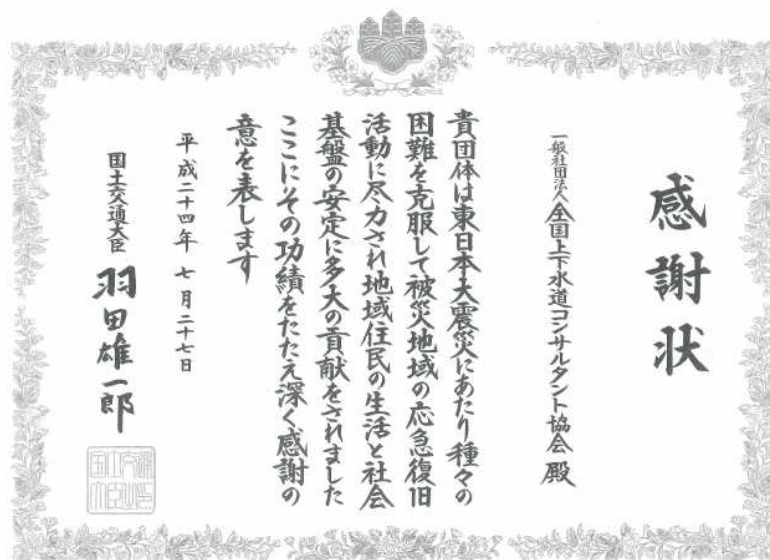 感謝状
一般社団法人全国上下水道コンサルタント協会 殿
貴団体は東日本大震災にあたり種々の
困難を克服して被災地域の応急復旧
活動に尽力され地域住民の生活と社会
基盤の安定に多大の貢献をされました
ここにその功績をたたえ深く感謝の
意を表します
平成二十四年 七月二十七日
国土交通大臣 羽田雄一郎